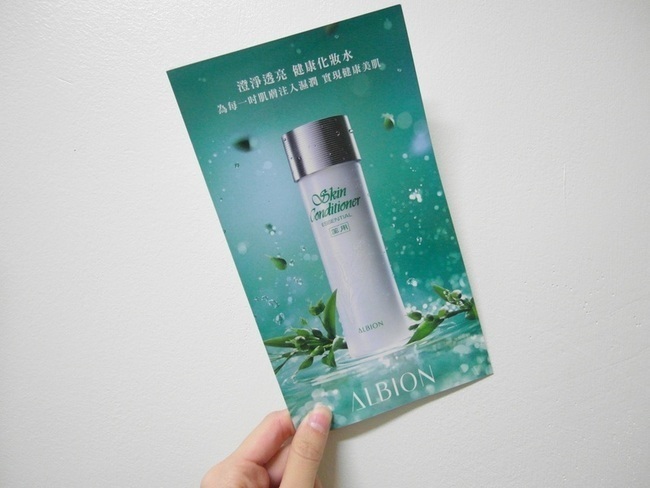 澄淨透亮 健康化妝水
為每一吋肌膚注入濕潤 實現健康美肌
Skin
Conditioner
ESSENTIAL
薬用
ALBION
ALBION